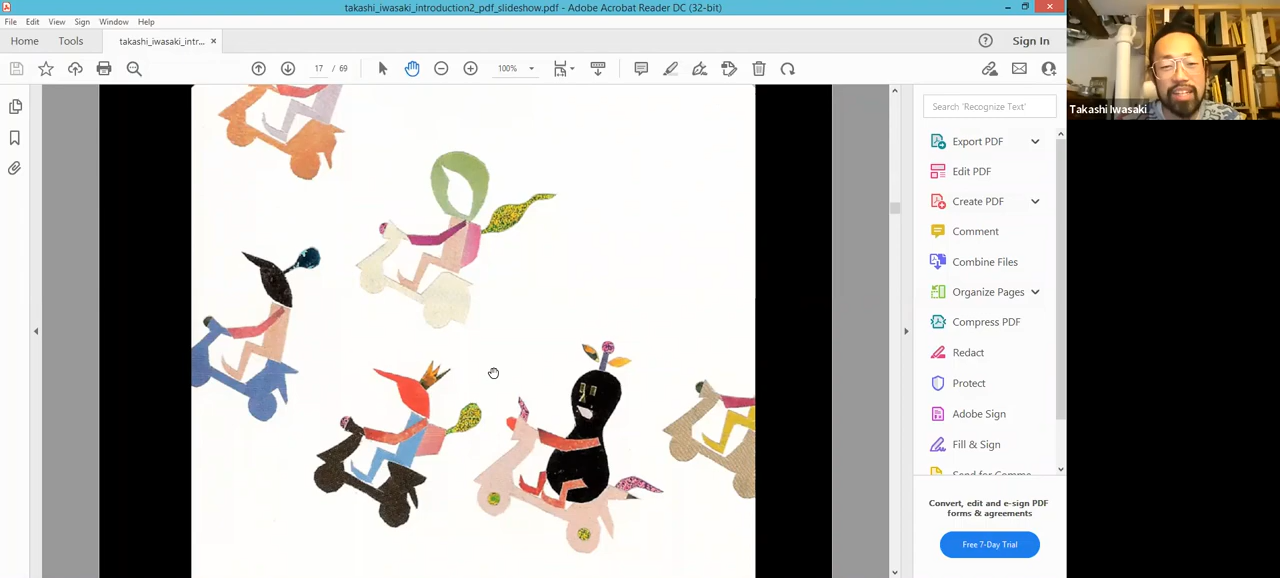 takashi_iwasaki_introduction2_pdf_slideshow.pdf - Adobe Acrobat Reader DC (32-bit)
File Edit View Sign Window Help
Home Tools takashi_iwasaki_intr... Sign In
17 / 69 100%
Takashi Iwasaki
Search 'Recognize Text'
Export PDF
Edit PDF
Create PDF
Comment
Combine Files
Organize Pages
Compress PDF
Redact
Protect
Adobe Sign
Fill & Sign
Send for Comme
Convert, edit and e-sign PDF
forms & agreements
Free 7-Day Trial